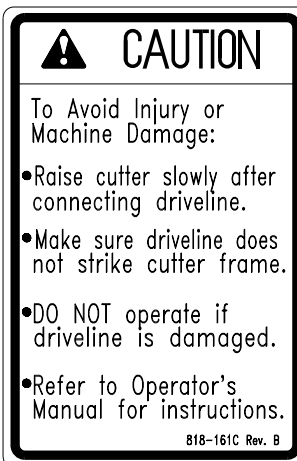 CAUTION
To Avoid Injury or
Machine Damage:
•Raise cutter slowly after
connecting driveline.
•Make sure driveline does
not strike cutter frame.
•DO NOT operate if
driveline is damaged.
•Refer to Operator's
Manual for instructions.
818-161C Rev. B